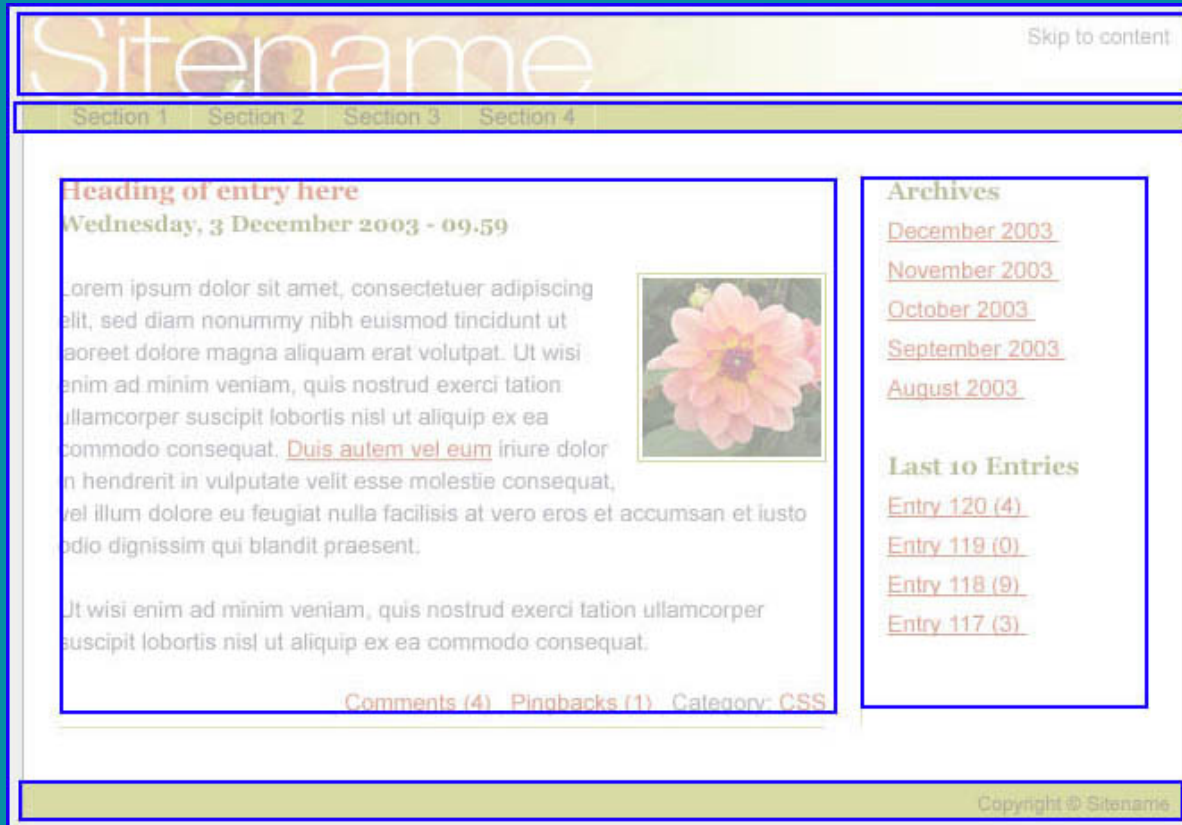 Sitename
Skip to content
Section 1 Section 2 Section 3 Section 4
Heading of entry here
Wednesday, 3 December 2003 - 09.59
Lorem ipsum dolor sit amet, consectetuer adipiscing
elit, sed diam nonummy nibh euismod tincidunt ut
laoreet dolore magna aliquam erat volutpat. Ut wisi
enim ad minim veniam, quis nostrud exerci tation
ullamcorper suscipit lobortis nisl ut aliquip ex ea
commodo consequat. Duis autem vel eum iriure dolor
in hendrerit in vulputate velit esse molestie consequat,
vel illum dolore eu feugiat nulla facilisis at vero eros et accumsan et iusto
odio dignissim qui blandit praesent.
Ut wisi enim ad minim veniam, quis nostrud exerci tation ullamcorper
suscipit lobortis nisl ut aliquip ex ea commodo consequat.
Comments (4) Pingbacks (1) Category: CSS
Archives
December 2003
November 2003
October 2003
September 2003
August 2003
Last 10 Entries
Entry 120 (4)
Entry 119 (0)
Entry 118 (9)
Entry 117 (3)
Copyright © Sitename